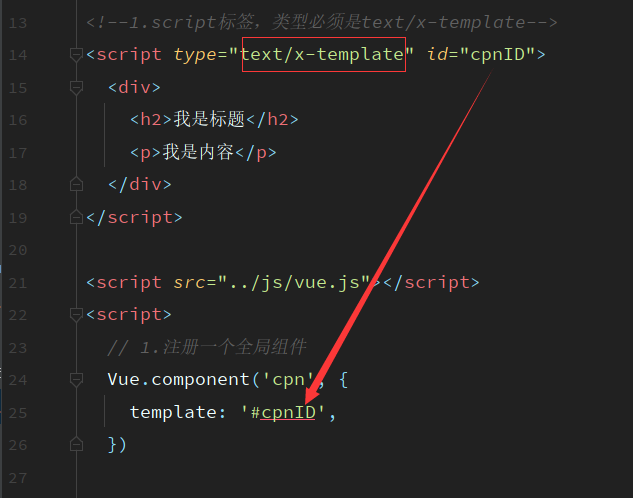 13 <!--1.script标签，类型必须是text/x-template-->
14 <script type="text/x-template" id="cpnID">
15 <div>
16 <h2>我是标题</h2>
17 <p>我是内容</p>
18 </div>
19 </script>
20
21 <script src="../js/vue.js"></script>
22 <script>
23 // 1.注册一个全局组件
24 Vue.component('cpn', {
25 template: '#cpnID',
26 })
27